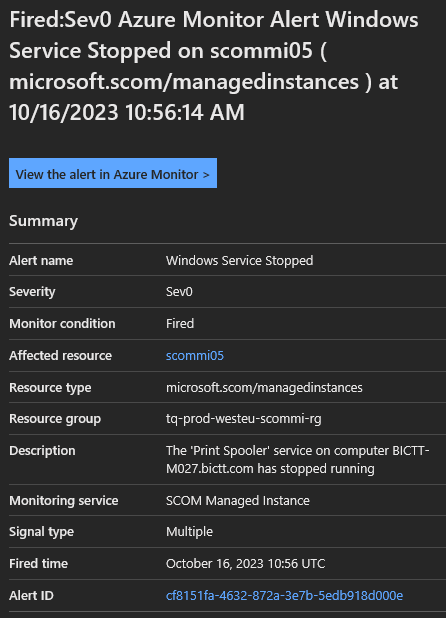 Fired:Sev0 Azure Monitor Alert Windows
Service Stopped on scommi05 (
microsoft.scom/managedinstances ) at
10/16/2023 10:56:14 AM
View the alert in Azure Monitor >
Summary
Alert name Windows Service Stopped
Severity Sev0
Monitor condition Fired
Affected resource scommi05
Resource type microsoft.scom/managedinstances
Resource group tq-prod-westeu-scommi-rg
Description The 'Print Spooler' service on computer BICTT-
M027.bictt.com has stopped running
Monitoring service SCOM Managed Instance
Signal type Multiple
Fired time October 16, 2023 10:56 UTC
Alert ID cf8151fa-4632-872a-3e7b-5edb918d000e